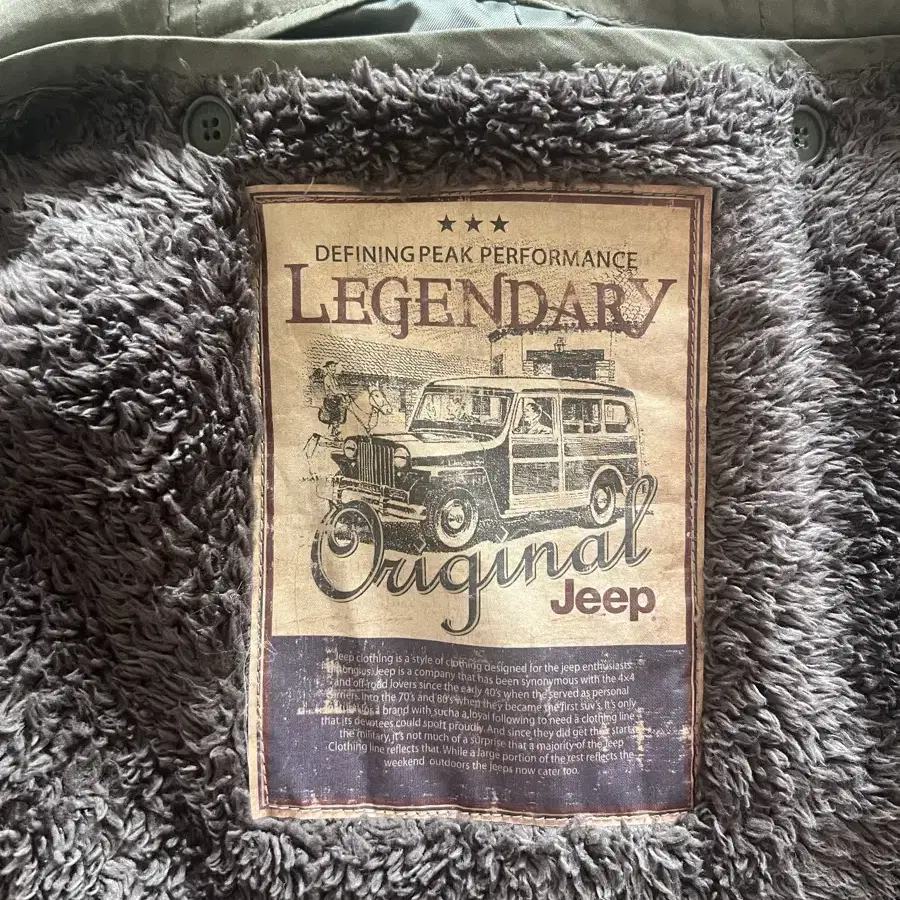 DEFINING PEAK PERFORMANCE
LEGENDARY
Original
Jeep
Jeep clothing is a style of clothing designed for the jeep enthusiasts
amongius. Jeep is a company that has been synonymous with the 4x4
and off-road lovers since the early 40's when the served as personal
carriers. Into the 70's and 80's when they became the first suv's. It's only
for a brand with such a loyal following to need a clothing line
that its devotees could sport proudly. And since they did get their starts
the military, it's not much of a surprise that a majority of the Jeep
Clothing line reflects that. While a large portion of the rest reflects the
weekend outdoors the Jeeps now cater too.